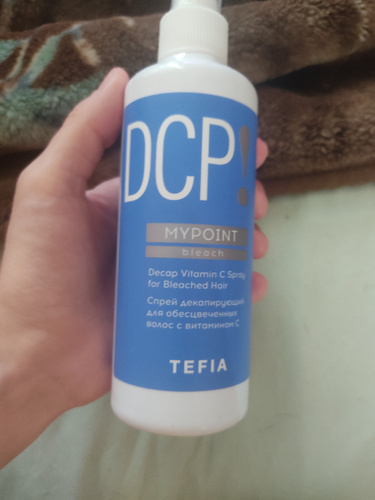 DCP!
MYPOINT
bleach
Decap Vitamin C Spray
for Bleached Hair
Спрей декапирующий
для обесцвеченных
волос с витамином С
TEFIA